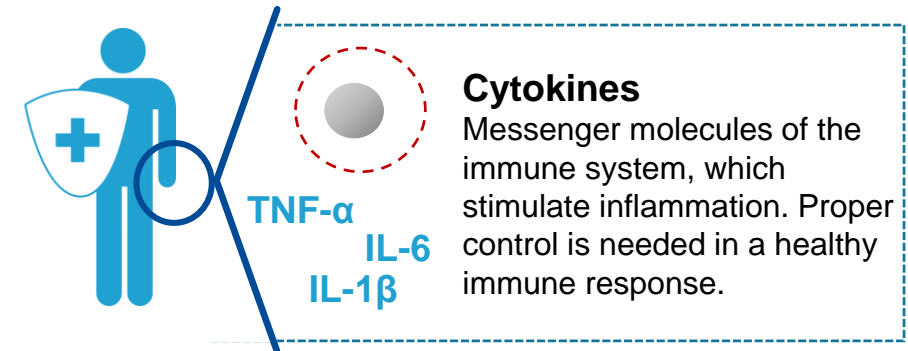 Cytokines
Messenger molecules of the
immune system, which
stimulate inflammation. Proper
control is needed in a healthy
immune response.
TNF-α
IL-6
IL-1β